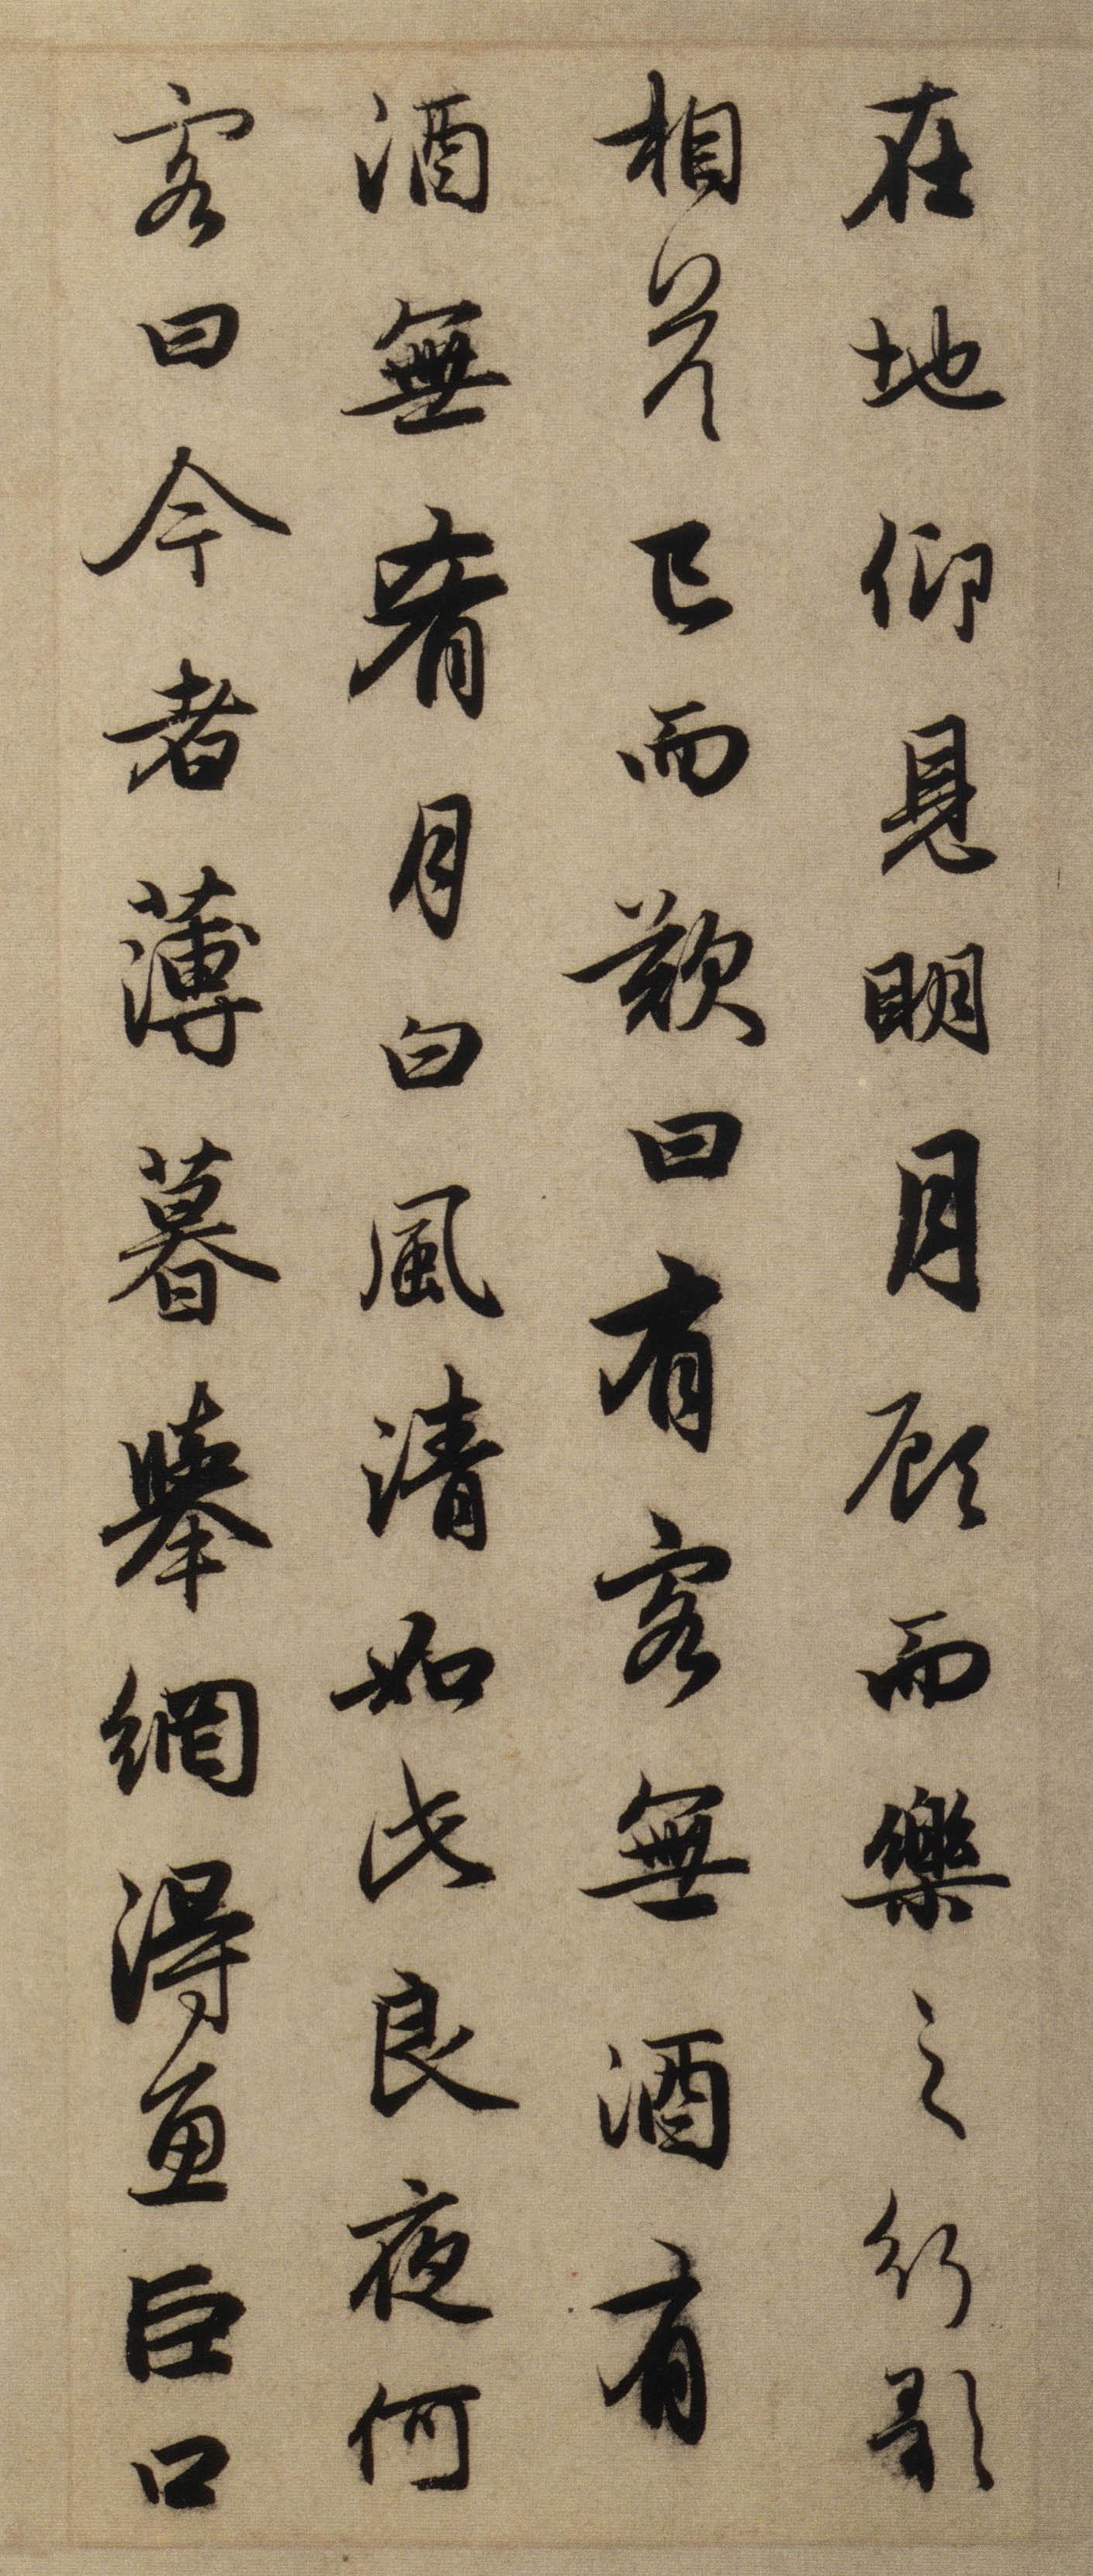 在地仰見明月顧而樂之行歌
相答已而歎曰有客無酒有
酒無肴月白風清如此良夜何
客曰今者薄暮舉網得魚巨口